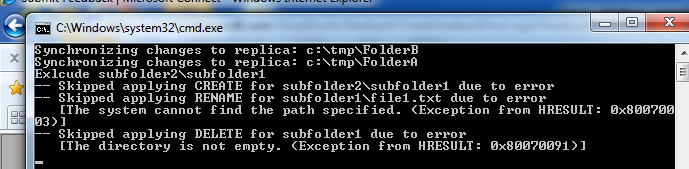 Submit Feedback | Microsoft Connect - Windows Internet Explorer
C:\Windows\system32\cmd.exe
Synchronizing changes to replica: c:\tmp\FolderB
Synchronizing changes to replica: c:\tmp\FolderA
Exlcude subfolder2\subfolder1
-- Skipped applying CREATE for subfolder2\subfolder1 due to error
-- Skipped applying RENAME for subfolder1\file1.txt due to error
[The system cannot find the path specified. (Exception from HRESULT: 0x800700
03)]
-- Skipped applying DELETE for subfolder1 due to error
[The directory is not empty. (Exception from HRESULT: 0x80070091)]